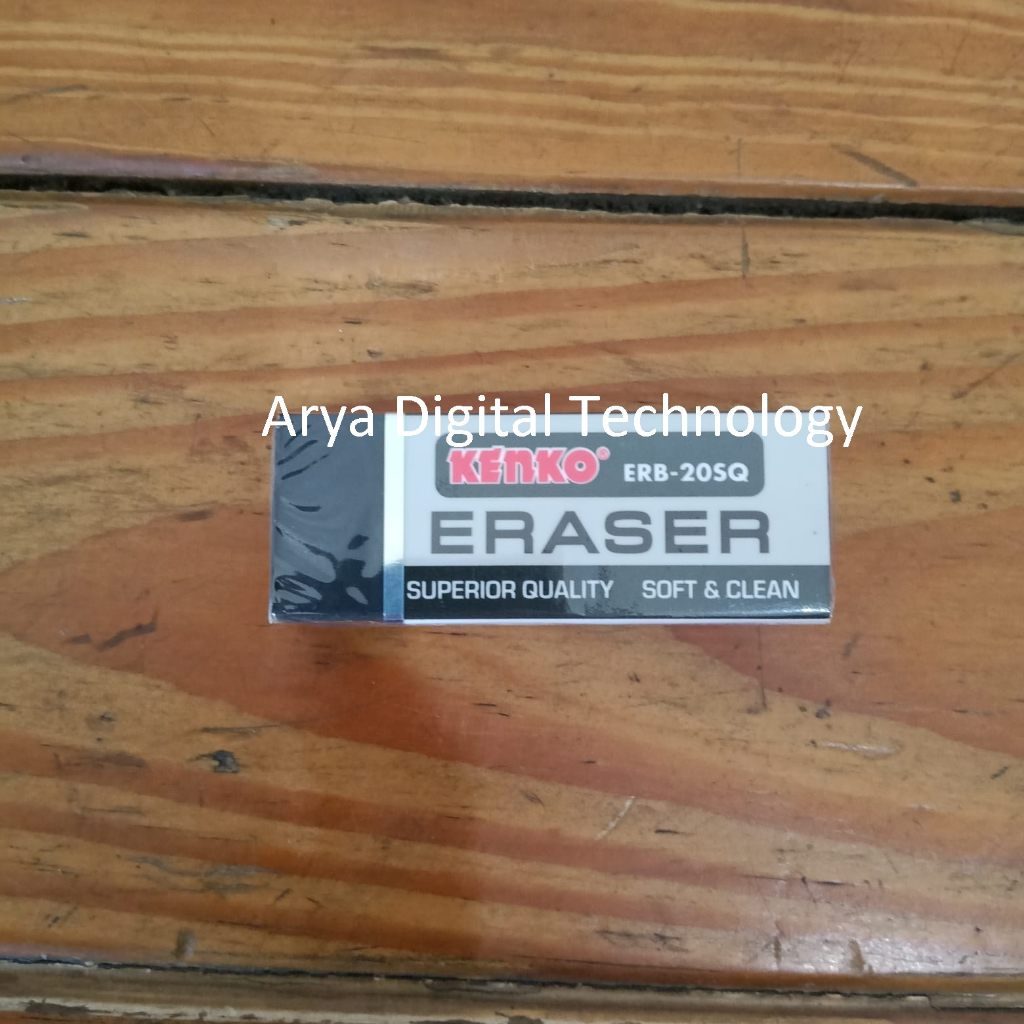 Arya Digital Technology
KENKO® ERB-20SQ
ERASER
SUPERIOR QUALITY SOFT & CLEAN